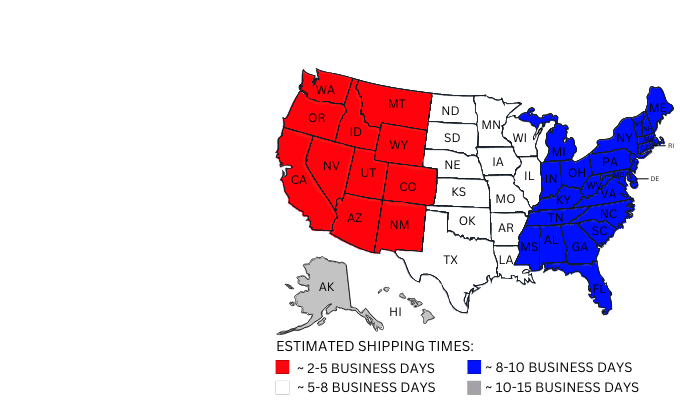 WA
MT
ND
MN
ME
OR
ID
SD
WI
MI
NY
RI
WY
NE
IA
PA
NV
UT
CO
IL
IN
OH
DE
CA
KS
MO
KY
WV
VA
AZ
NM
OK
AR
TN
NC
SC
MS
AL
GA
TX
LA
AK
HI
FL
ESTIMATED SHIPPING TIMES:
~ 2-5 BUSINESS DAYS
~ 8-10 BUSINESS DAYS
~ 5-8 BUSINESS DAYS
~ 10-15 BUSINESS DAYS